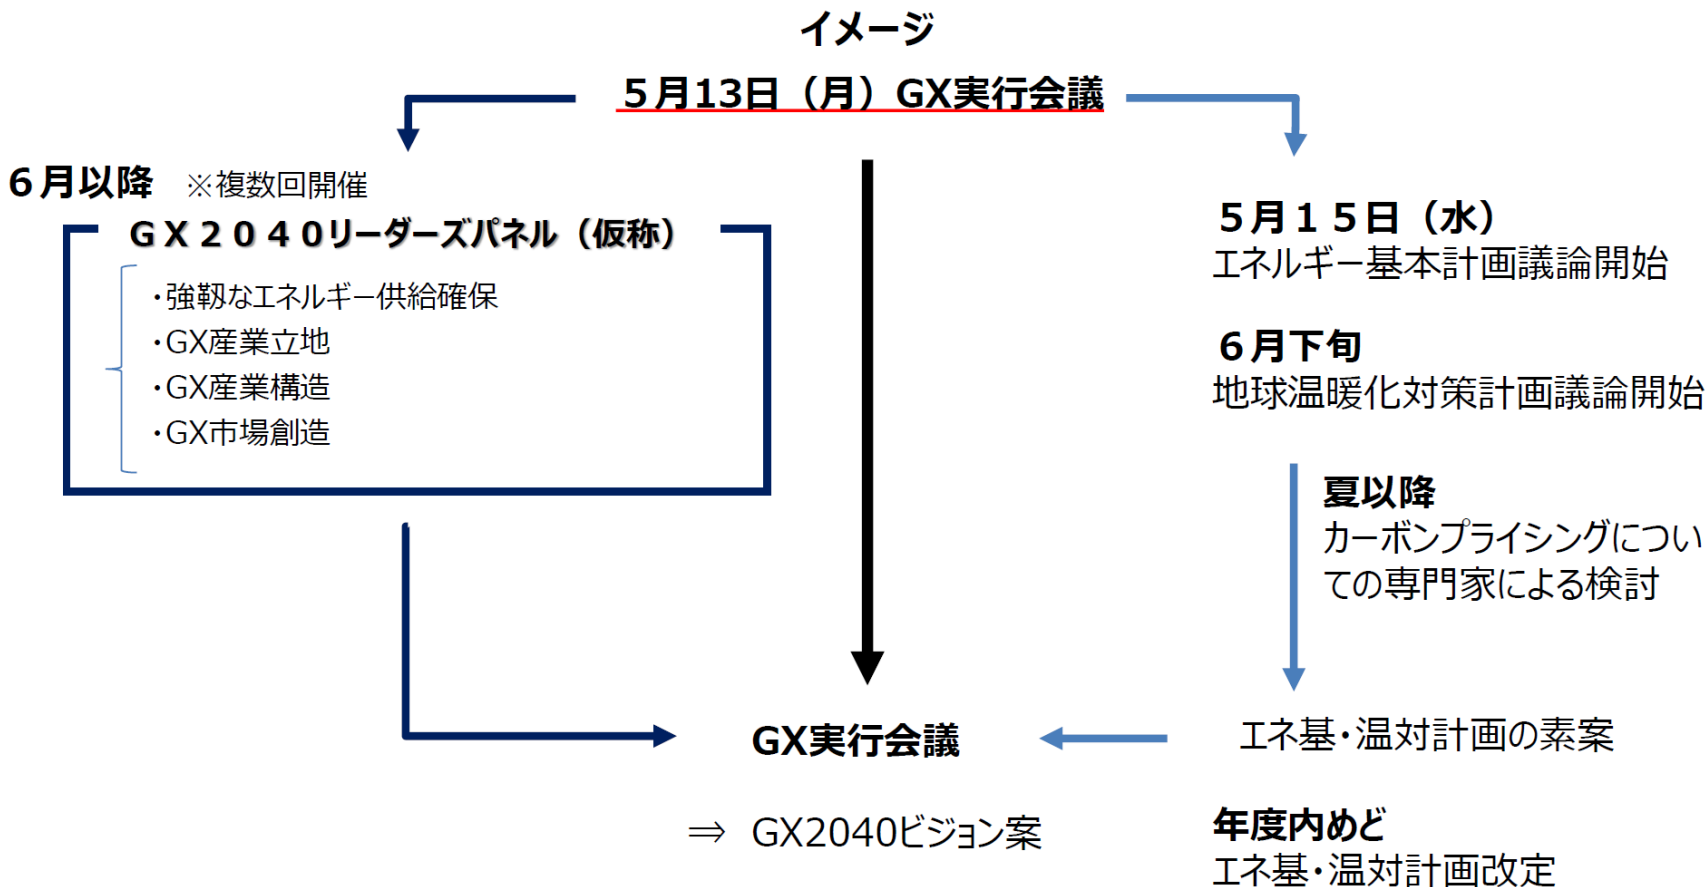 イメージ
5月13日（月）GX実行会議
6月以降 ※複数回開催
GX2040リーダーズパネル（仮称）
・強靱なエネルギー供給確保
・GX産業立地
・GX産業構造
・GX市場創造
5月15日（水）
エネルギー基本計画議論開始
6月下旬
地球温暖化対策計画議論開始
夏以降
カーボンプライシングについ
ての専門家による検討
GX実行会議
エネ基・温対計画の素案
⇒ GX2040ビジョン案
年度内めど
エネ基・温対計画改定